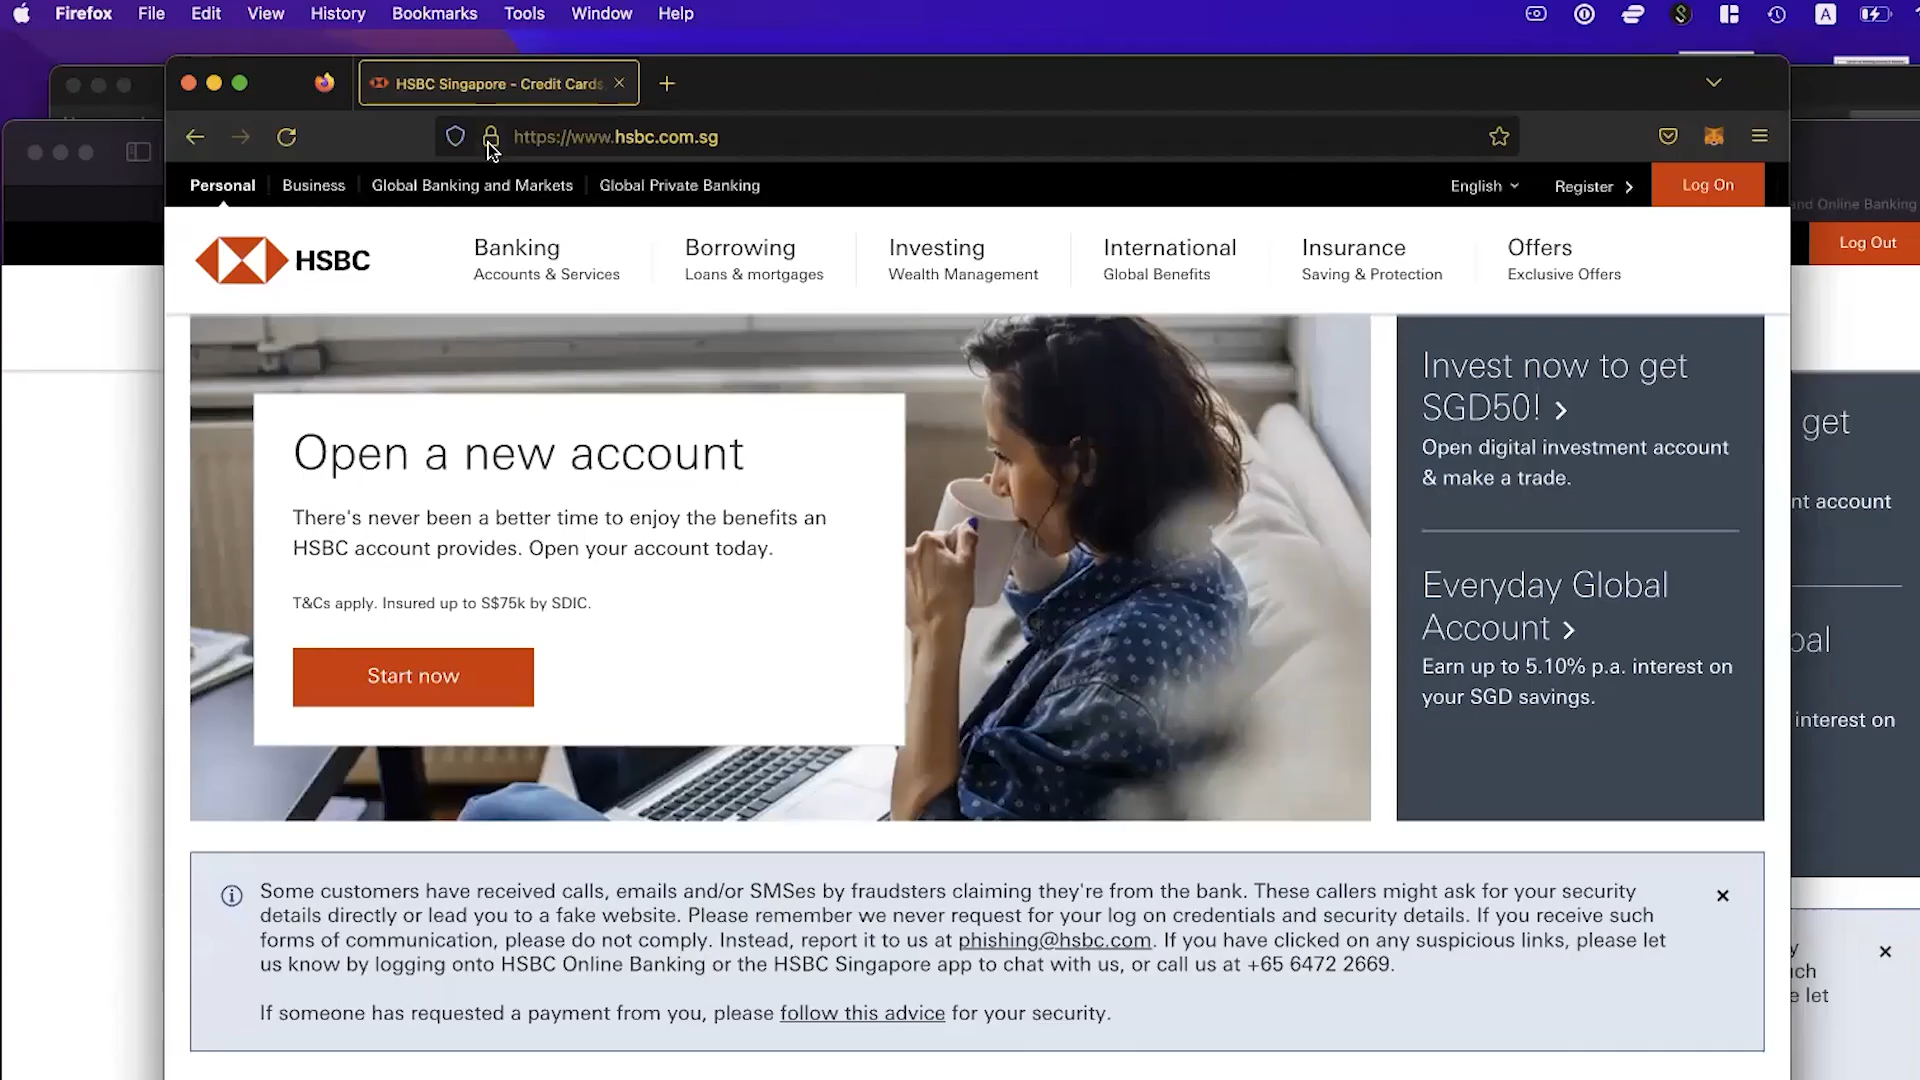 Firefox File Edit View History Bookmarks Tools Window Help
A
HSBC Singapore - Credit Cards
https://www.hsbc.com.sg
Personal Business Global Banking and Markets Global Private Banking English Register Log On
and Online Banking
Log Out
HSBC
Banking
Accounts & Services
Borrowing
Loans & mortgages
Investing
Wealth Management
International
Global Benefits
Insurance
Saving & Protection
Offers
Exclusive Offers
Open a new account
There's never been a better time to enjoy the benefits an
HSBC account provides. Open your account today.
T&Cs apply. Insured up to S$75k by SDIC.
Start now
Invest now to get
SGD50!
Open digital investment account
& make a trade.
Everyday Global
Account
Earn up to 5.10% p.a. interest on
your SGD savings.
get
nt account
bal
interest on
Some customers have received calls, emails and/or SMSes by fraudsters claiming they're from the bank. These callers might ask for your security
details directly or lead you to a fake website. Please remember we never request for your log on credentials and security details. If you receive such
forms of communication, please do not comply. Instead, report it to us at phishing@hsbc.com. If you have clicked on any suspicious links, please let
us know by logging onto HSBC Online Banking or the HSBC Singapore app to chat with us, or call us at +65 6472 2669.
If someone has requested a payment from you, please follow this advice for your security.
y
uch
e let